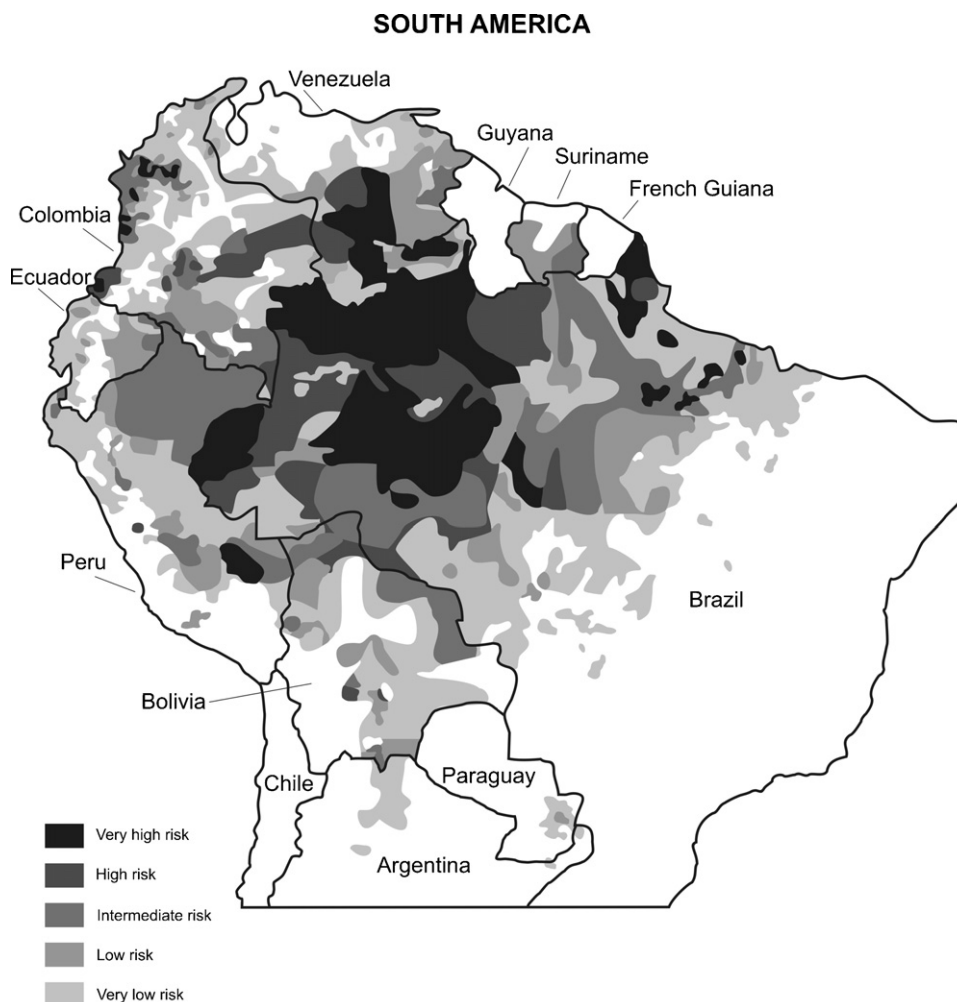 SOUTH AMERICA
Venezuela
Guyana
Suriname
French Guiana
Colombia
Ecuador
Peru
Brazil
Bolivia
Chile
Paraguay
Argentina
Very high risk
High risk
Intermediate risk
Low risk
Very low risk